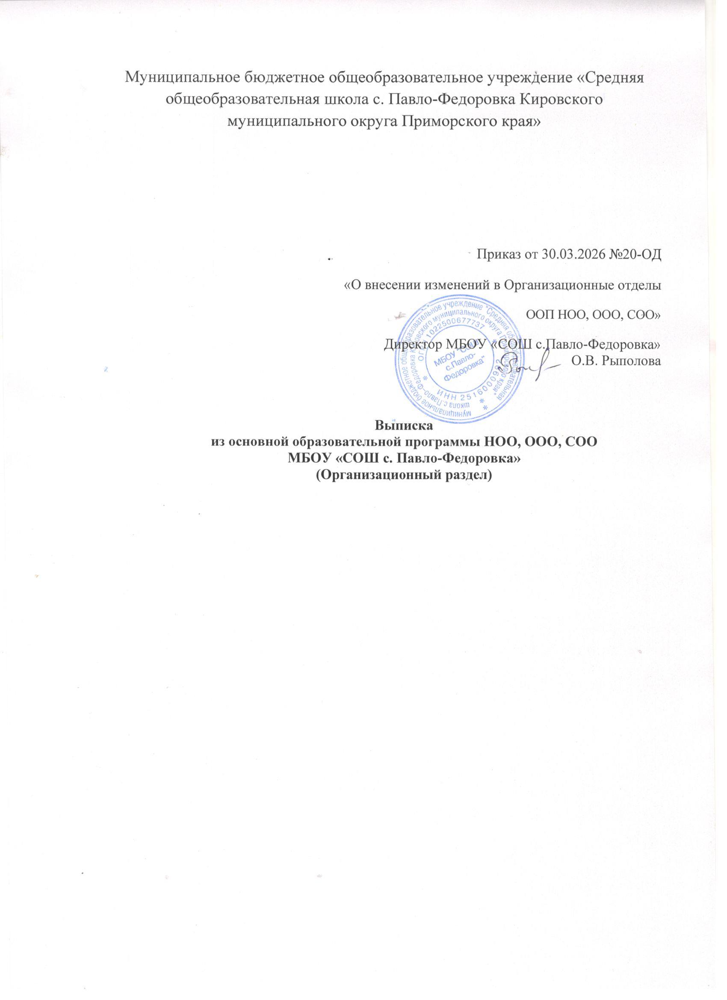 Муниципальное бюджетное общеобразовательное учреждение «Средняя
общеобразовательная школа с. Павло-Федоровка Кировского
муниципального округа Приморского края»
Приказ от 30.03.2026 №20-ОД
«О внесении изменений в Организационные отделы
ООП НОО, ООО, СОО»
Директор МБОУ «СОШ с.Павло-Федоровка»
О.В. Рыполова
Муниципальное бюджетное общеобразовательное учреждение "Средняя общеобразовательная
школа с.Павло-Федоровка Кировского муниципального округа Приморского края"
ОГРН 1022500677737
ИНН 2516000992
МБОУ "СОШ
с.Павло-
Федоровка"
Выписка
из основной образовательной программы НОО, ООО, СОО
МБОУ «СОШ с. Павло-Федоровка»
(Организационный раздел)